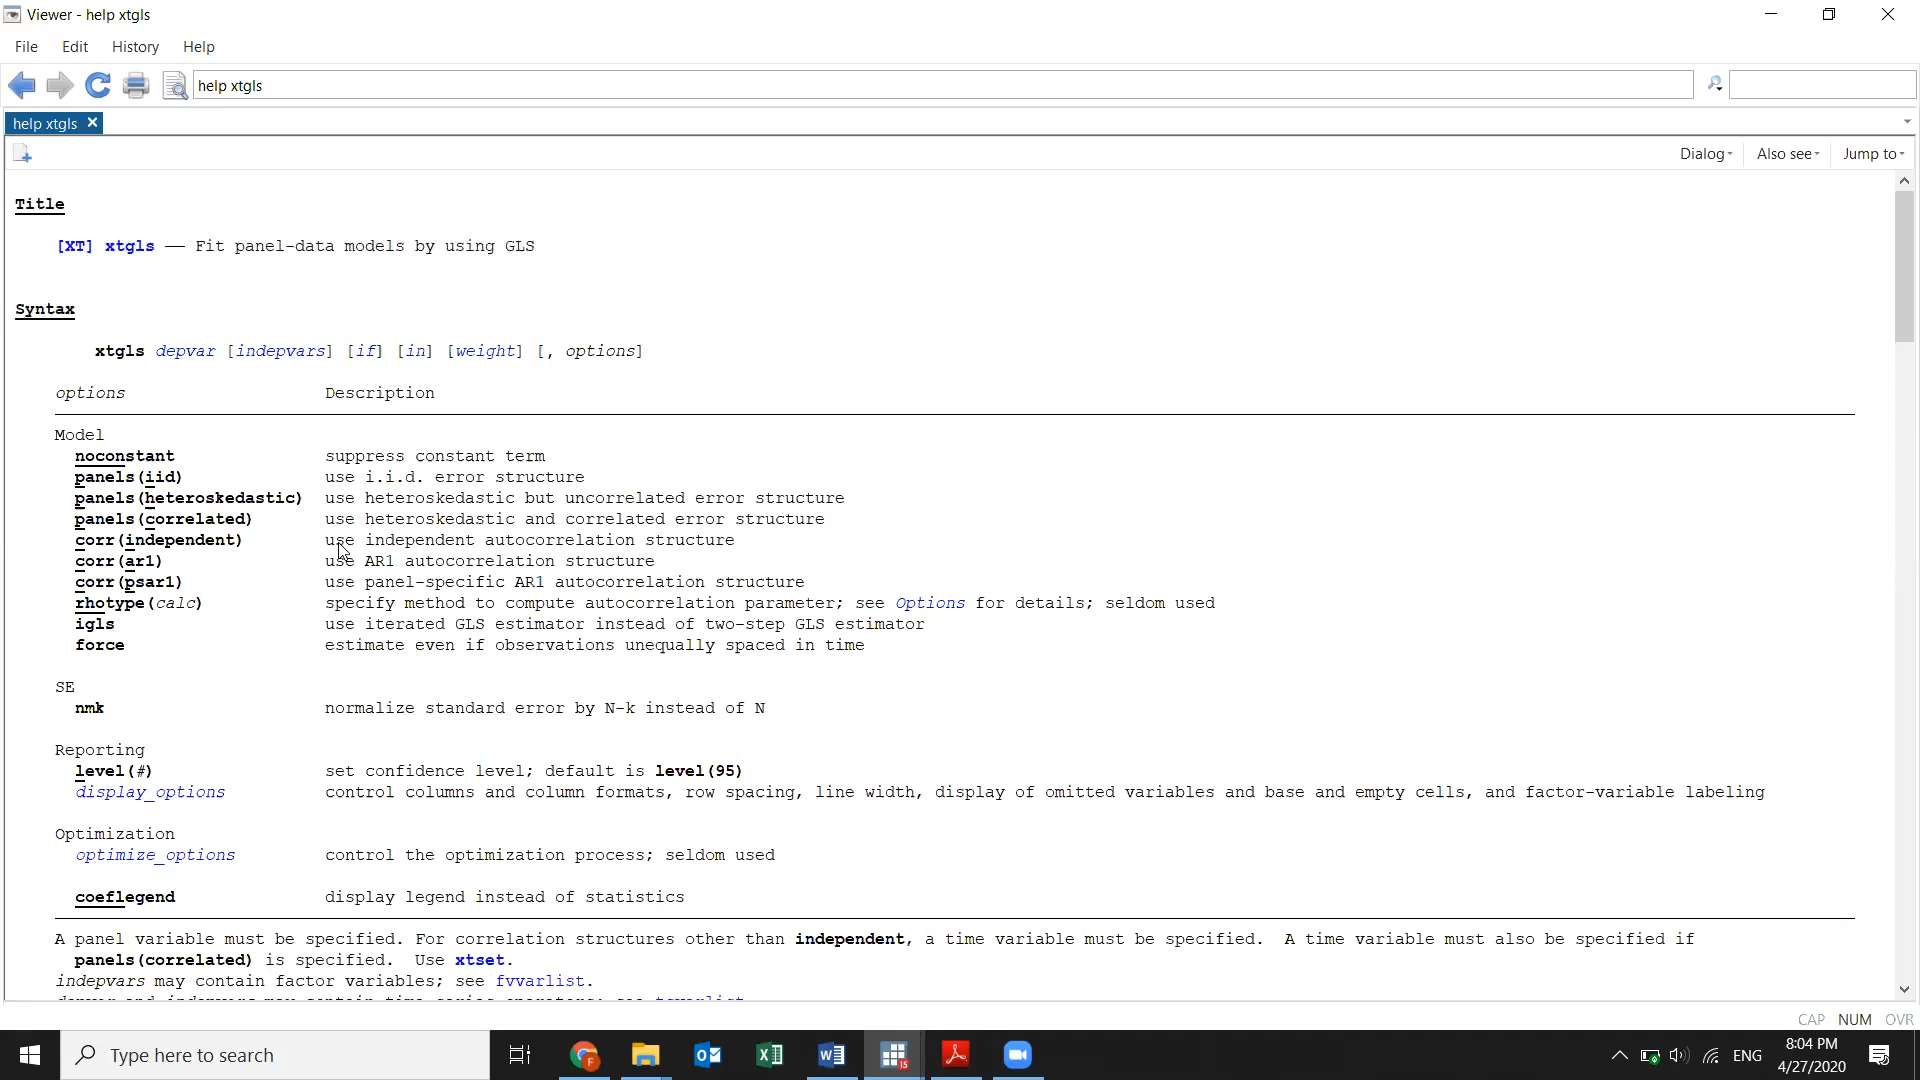 Viewer - help xtgls
File Edit History Help
help xtgls
help xtgls
Dialog Also see Jump to
Title
[XT] xtgls — Fit panel-data models by using GLS
Syntax
xtgls depvar [indepvars] [if] [in] [weight] [, options]
options Description
Model
noconstant suppress constant term
panels(iid) use i.i.d. error structure
panels(heteroskedastic) use heteroskedastic but uncorrelated error structure
panels(correlated) use heteroskedastic and correlated error structure
corr(independent) use independent autocorrelation structure
corr(ar1) use AR1 autocorrelation structure
corr(psar1) use panel-specific AR1 autocorrelation structure
rhotype(calc) specify method to compute autocorrelation parameter; see Options for details; seldom used
igls use iterated GLS estimator instead of two-step GLS estimator
force estimate even if observations unequally spaced in time
SE
nmk normalize standard error by N-k instead of N
Reporting
level(#) set confidence level; default is level(95)
display_options control columns and column formats, row spacing, line width, display of omitted variables and base and empty cells, and factor-variable labeling
Optimization
optimize_options control the optimization process; seldom used
coeflegend display legend instead of statistics
A panel variable must be specified. For correlation structures other than independent, a time variable must be specified. A time variable must also be specified if
panels(correlated) is specified. Use xtset.
indepvars may contain factor variables; see fvvarlist.
CAP NUM OVR
Type here to search
ENG
8:04 PM
4/27/2020